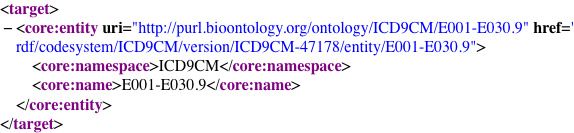 <target>
− <core:entity uri="http://purl.bioontology.org/ontology/ICD9CM/E001-E030.9" href='
rdf/codesystem/ICD9CM/version/ICD9CM-47178/entity/E001-E030.9">
<core:namespace>ICD9CM</core:namespace>
<core:name>E001-E030.9</core:name>
</core:entity>
</target>